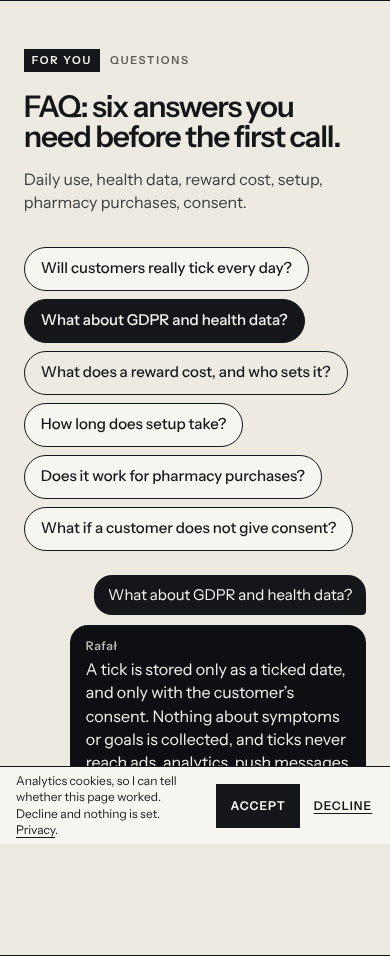 FOR YOU QUESTIONS
FAQ: six answers you
need before the first call.
Daily use, health data, reward cost, setup,
pharmacy purchases, consent.
Will customers really tick every day?
What about GDPR and health data?
What does a reward cost, and who sets it?
How long does setup take?
Does it work for pharmacy purchases?
What if a customer does not give consent?
What about GDPR and health data?
Rafał
A tick is stored only as a ticked date,
and only with the customer’s
consent. Nothing about symptoms
or goals is collected, and ticks never
reach ads, analytics, push messages
Analytics cookies, so I can tell
whether this page worked.
Decline and nothing is set.
Privacy.
ACCEPT
DECLINE